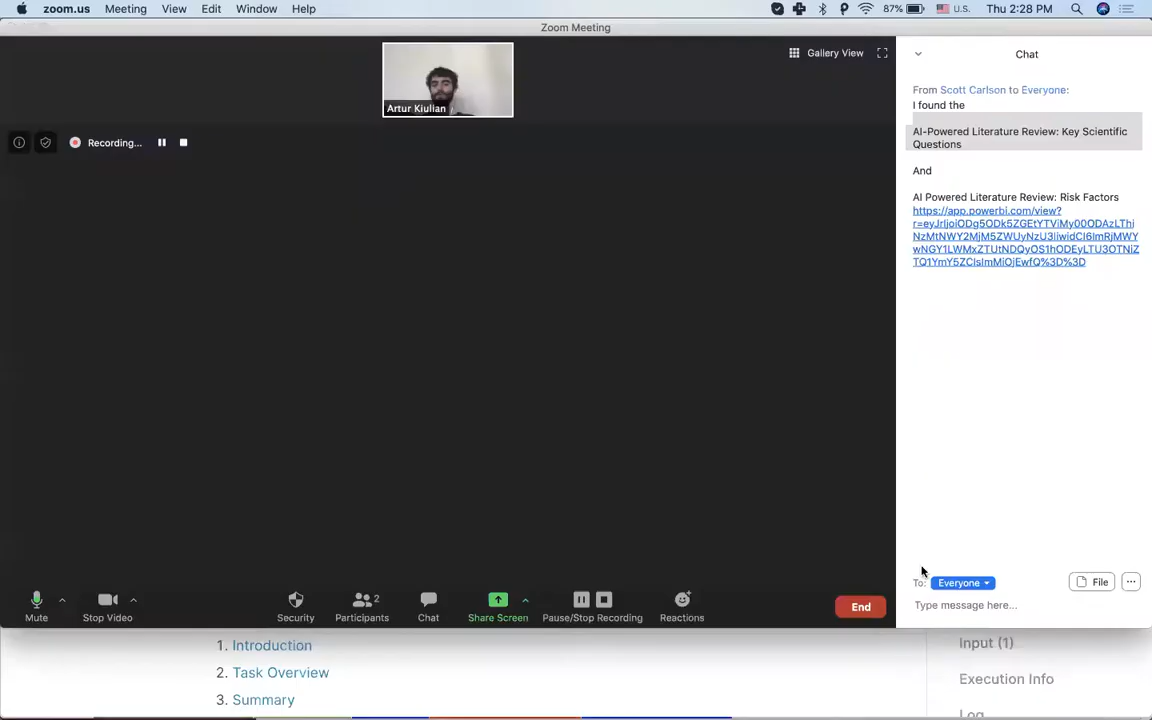 zoom.us Meeting View Edit Window Help 87% U.S. Thu 2:28 PM
Zoom Meeting
Artur Kiulian
Gallery View
Recording...
Chat
From Scott Carlson to Everyone:
I found the
AI-Powered Literature Review: Key Scientific
Questions
And
AI Powered Literature Review: Risk Factors
https://app.powerbi.com/view?
To: Everyone File
Type message here...
Mute Stop Video Security Participants 2 Chat Share Screen Pause/Stop Recording Reactions End
1. Introduction
2. Task Overview
3. Summary
Input (1)
Execution Info
Log